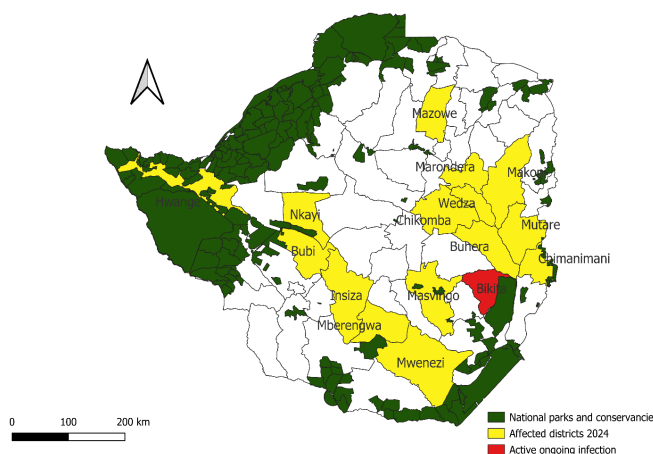 Mazowe
Marondera
Makoni
Hwange
Wedza
Nkayi
Chikomba
Mutare
Buhera
Bubi
Chimanimani
Insiza
Masvingo
Bikita
Mberengwa
Mwenezi
0 100 200 km
National parks and conservancie
Affected districts 2024
Active ongoing infection